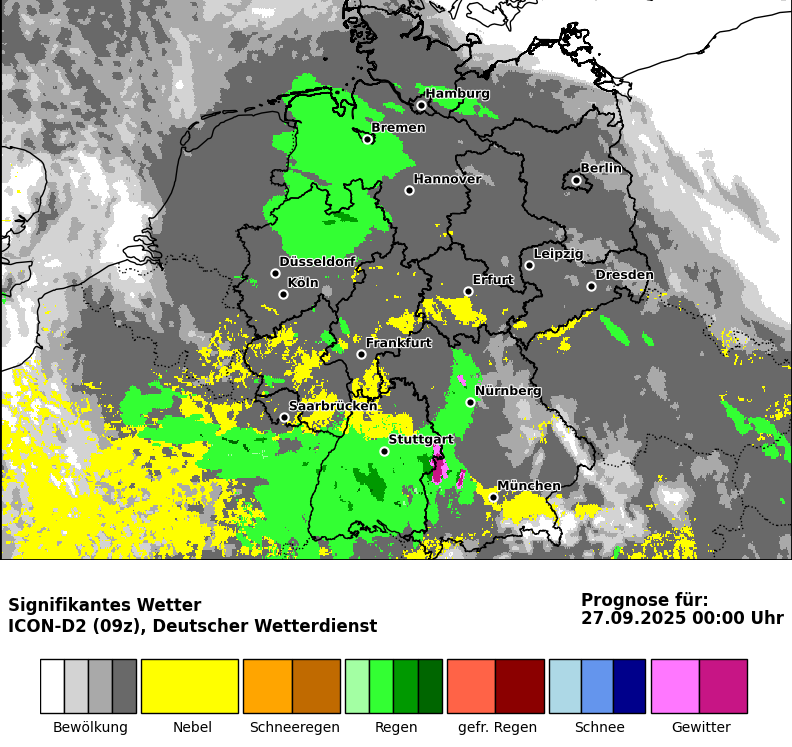 Hamburg
Bremen
Hannover
Berlin
Düsseldorf
Köln
Leipzig
Erfurt
Dresden
Frankfurt
Nürnberg
Saarbrücken
Stuttgart
München
Signifikantes Wetter
ICON-D2 (09z), Deutscher Wetterdienst
Prognose für:
27.09.2025 00:00 Uhr
Bewölkung Nebel Schneeregen Regen gefr. Regen Schnee Gewitter